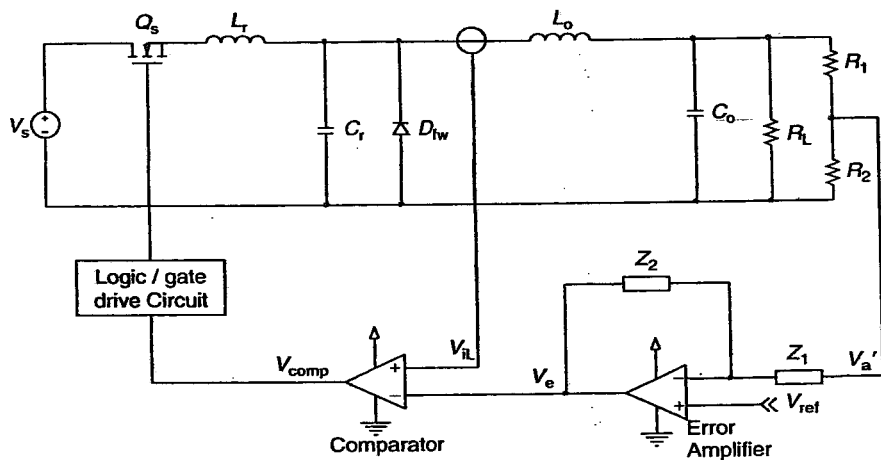 Qs
Lr
Lo
Vs
Cr
Dfw
Co
RL
R1
R2
Logic / gate
drive Circuit
Z2
Vcomp
ViL
Ve
Z1
Va'
Vref
Comparator
Error
Amplifier
+
−
+
−
−
+